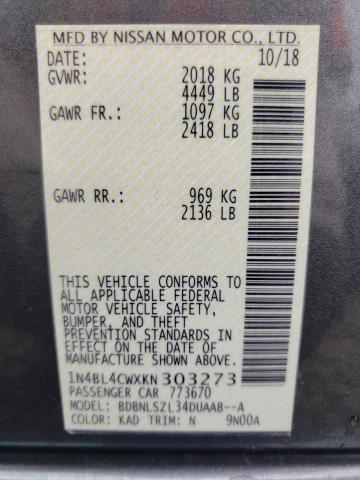 MFD BY NISSAN MOTOR CO., LTD.
DATE: 10/18
GVWR: 2018 KG
4449 LB
GAWR FR.: 1097 KG
2418 LB
GAWR RR.: 969 KG
2136 LB
THIS VEHICLE CONFORMS TO
ALL APPLICABLE FEDERAL
MOTOR VEHICLE SAFETY,
BUMPER, AND THEFT
PREVENTION STANDARDS IN
EFFECT ON THE DATE OF
MANUFACTURE SHOWN ABOVE.
1N4BL4CWXKN303273
PASSENGER CAR 773670
MODEL: BDBNLSZL34DUAAB--A
COLOR: KAD TRIM: N 9N00A